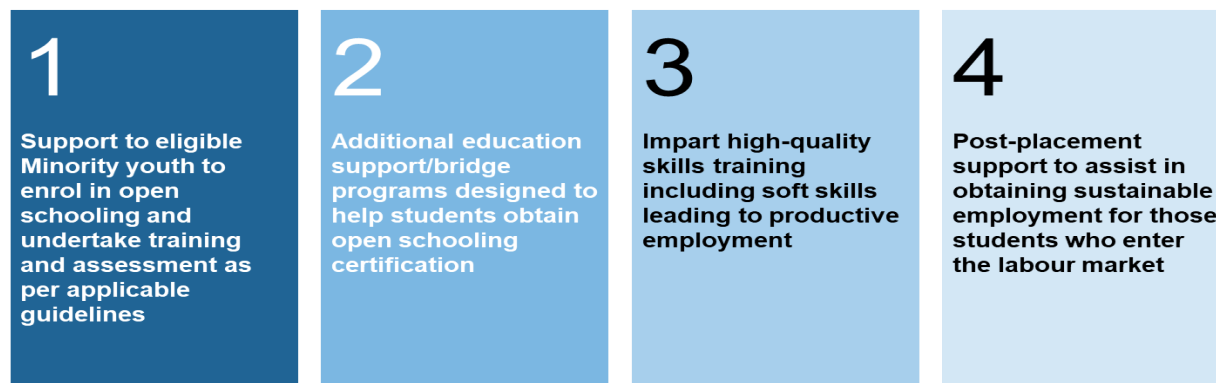 1
Support to eligible
Minority youth to
enrol in open
schooling and
undertake training
and assessment as
per applicable
guidelines
2
Additional education
support/bridge
programs designed to
help students obtain
open schooling
certification
3
Impart high-quality
skills training
including soft skills
leading to productive
employment
4
Post-placement
support to assist in
obtaining sustainable
employment for those
students who enter
the labour market